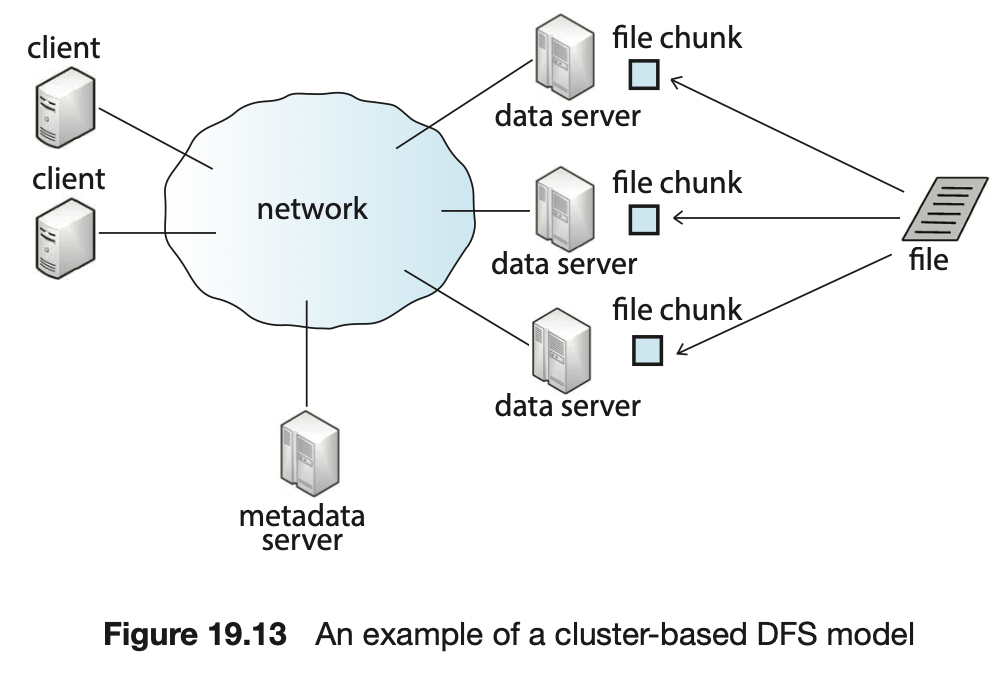 client
client
network
file chunk
data server
file chunk
data server
file chunk
data server
file
metadata
server
Figure 19.13 An example of a cluster-based DFS model